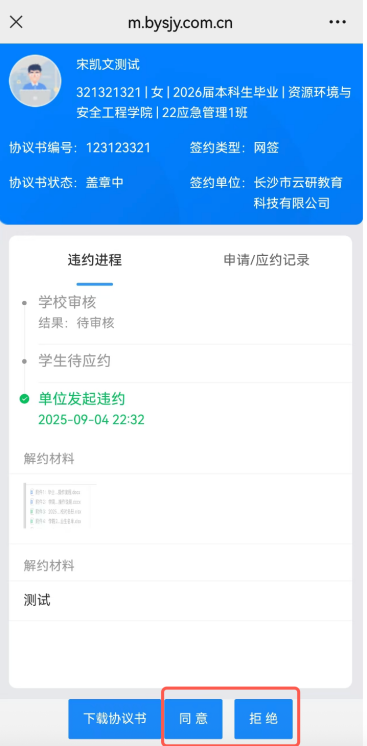 m.bysjy.com.cn
宋凯文测试
321321321 | 女 | 2026届本科生毕业 | 资源环境与
安全工程学院 | 22应急管理1班
协议书编号: 123123321 签约类型: 网签
协议书状态: 盖章中 签约单位: 长沙市云研教育
科技有限公司
违约进程 申请/应约记录
学校审核
结果: 待审核
学生待应约
单位发起违约
2025-09-04 22:32
解约材料
解约材料
测试
下载协议书 同意 拒绝